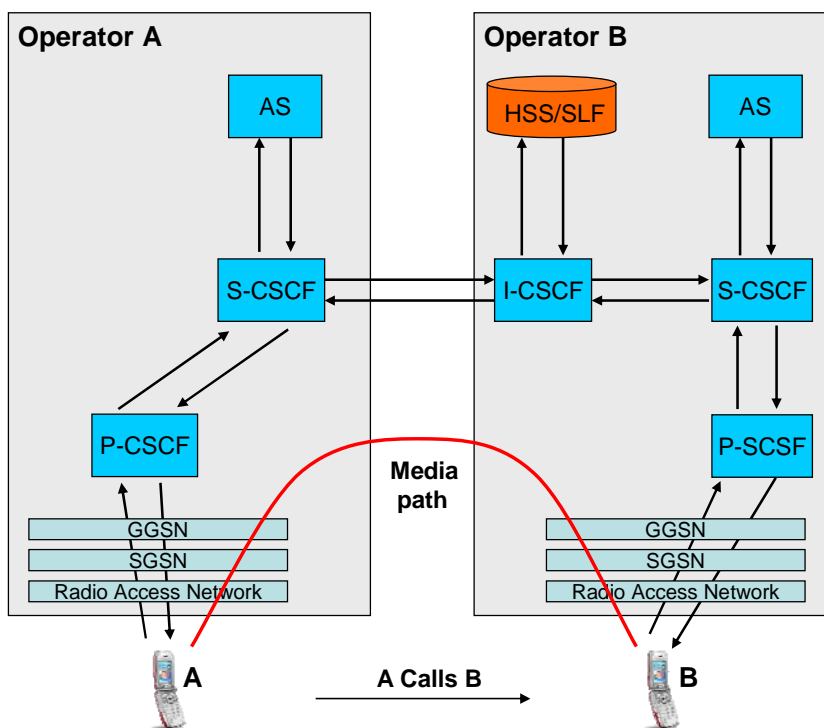 Operator A
Operator B
AS
HSS/SLF
AS
S-CSCF
I-CSCF
S-CSCF
P-CSCF
P-SCSF
Media
path
GGSN
GGSN
SGSN
SGSN
Radio Access Network
Radio Access Network
A
A Calls B
B